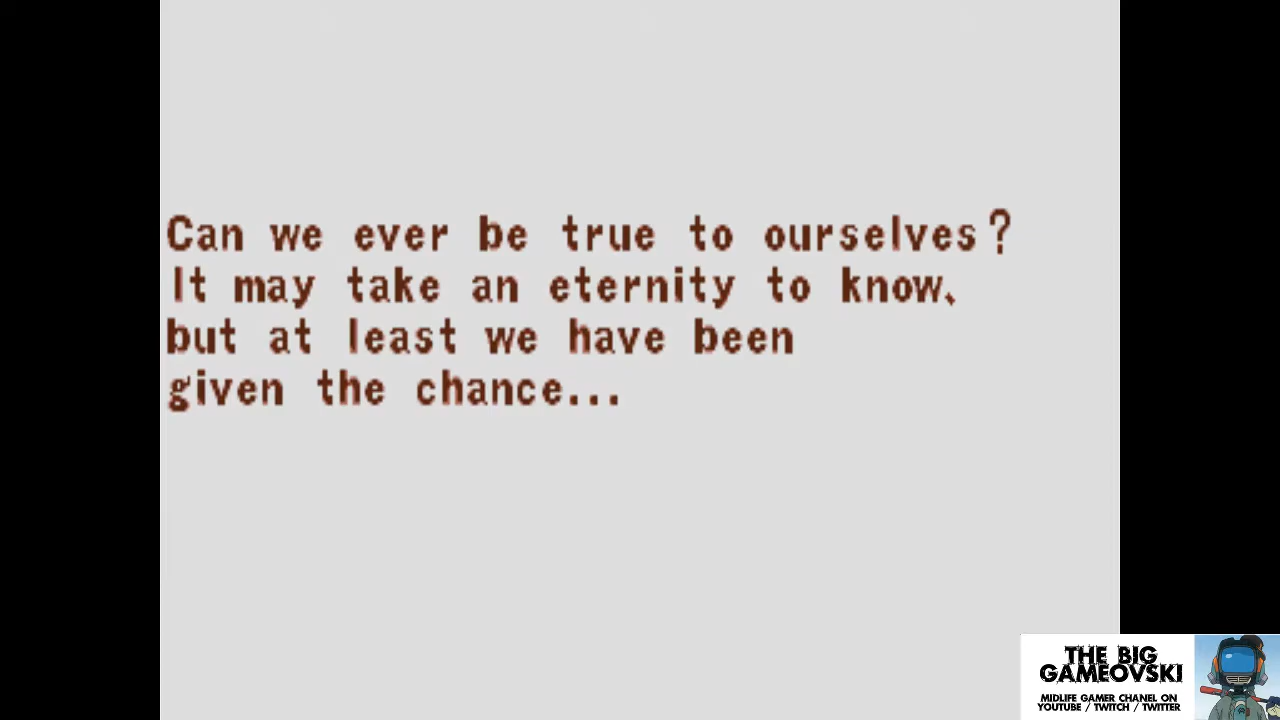 Can we ever be true to ourselves?
It may take an eternity to know,
but at least we have been
given the chance...
THE BIG
GAMEOVSKI
MIDLIFE GAMER CHANEL ON
YOUTUBE / TWITCH / TWITTER